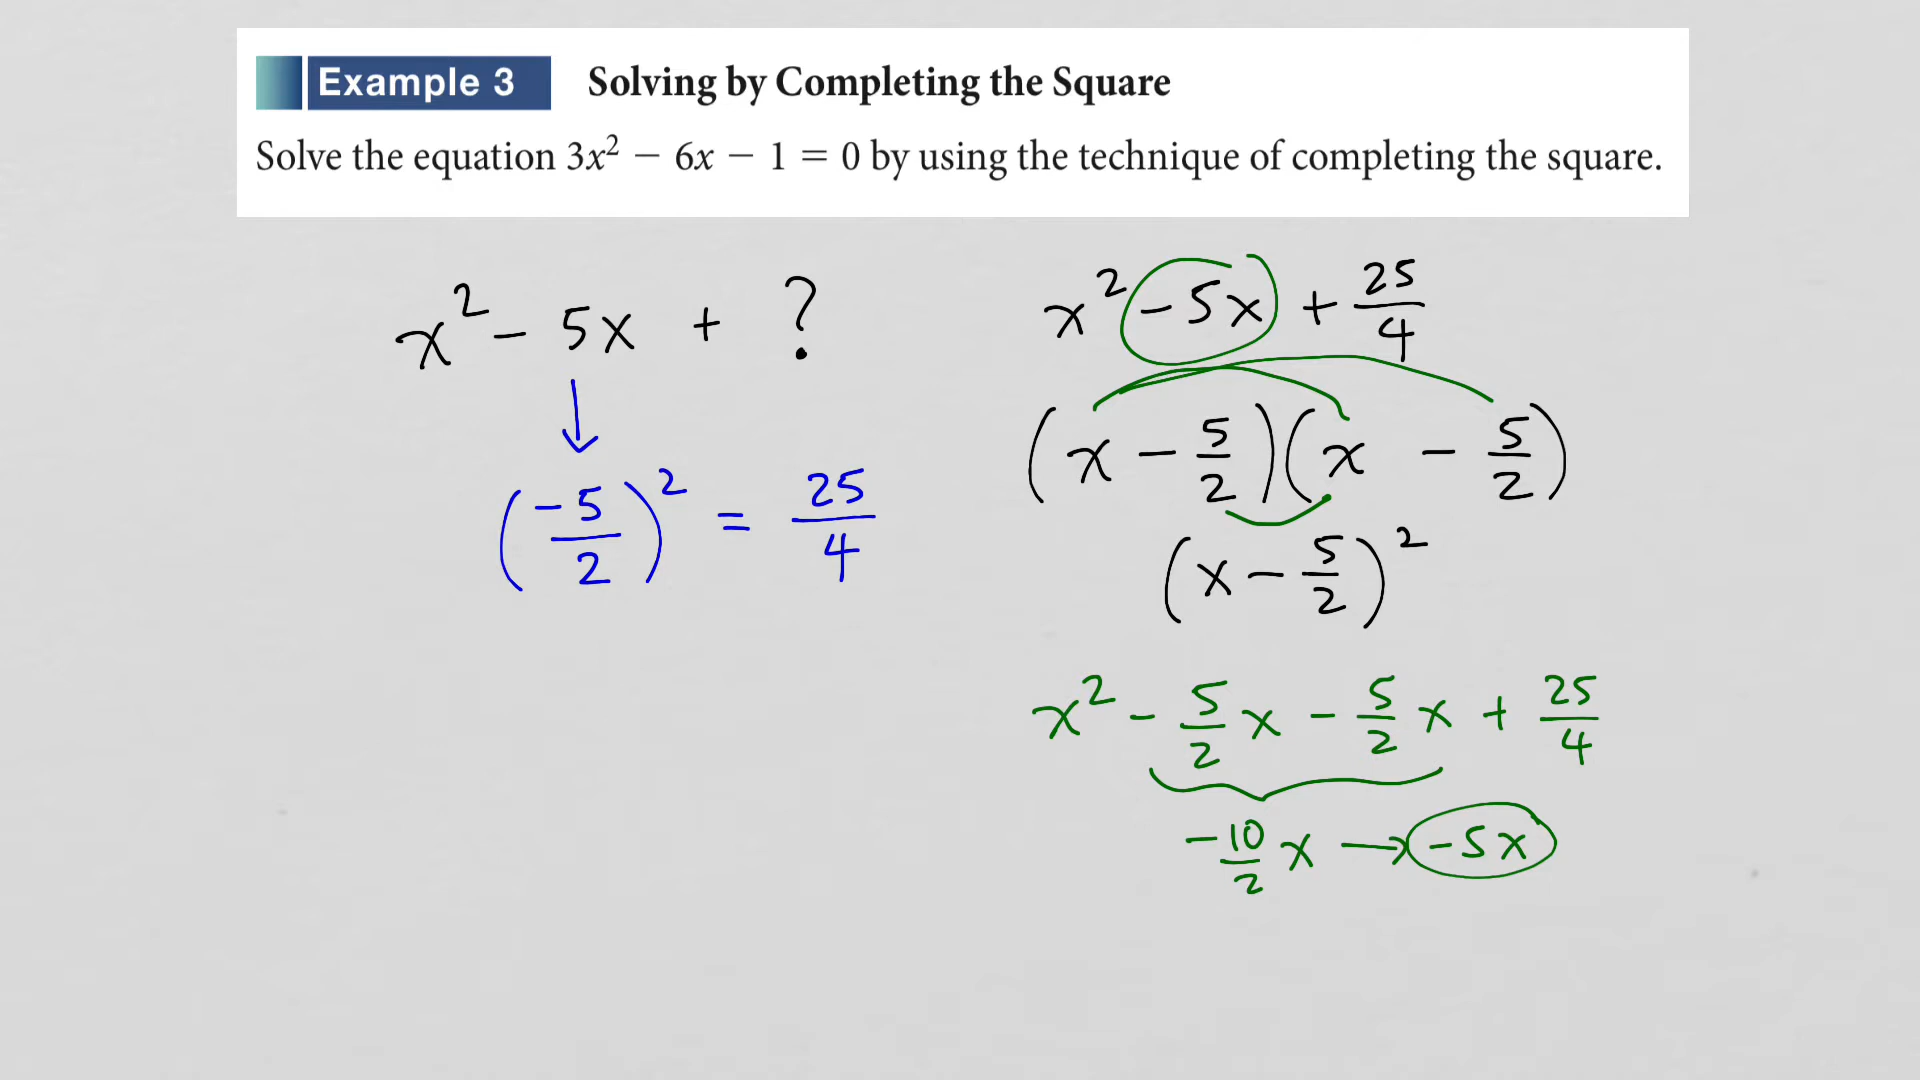 Example 3 Solving by Completing the Square
Solve the equation 3x² − 6x − 1 = 0 by using the technique of completing the square.
x² − 5x + ?
(−5/2)² = 25/4
x² − 5x + 25/4
(x − 5/2)(x − 5/2)
(x − 5/2)²
x² − 5/2 x − 5/2 x + 25/4
−10/2 x → −5x